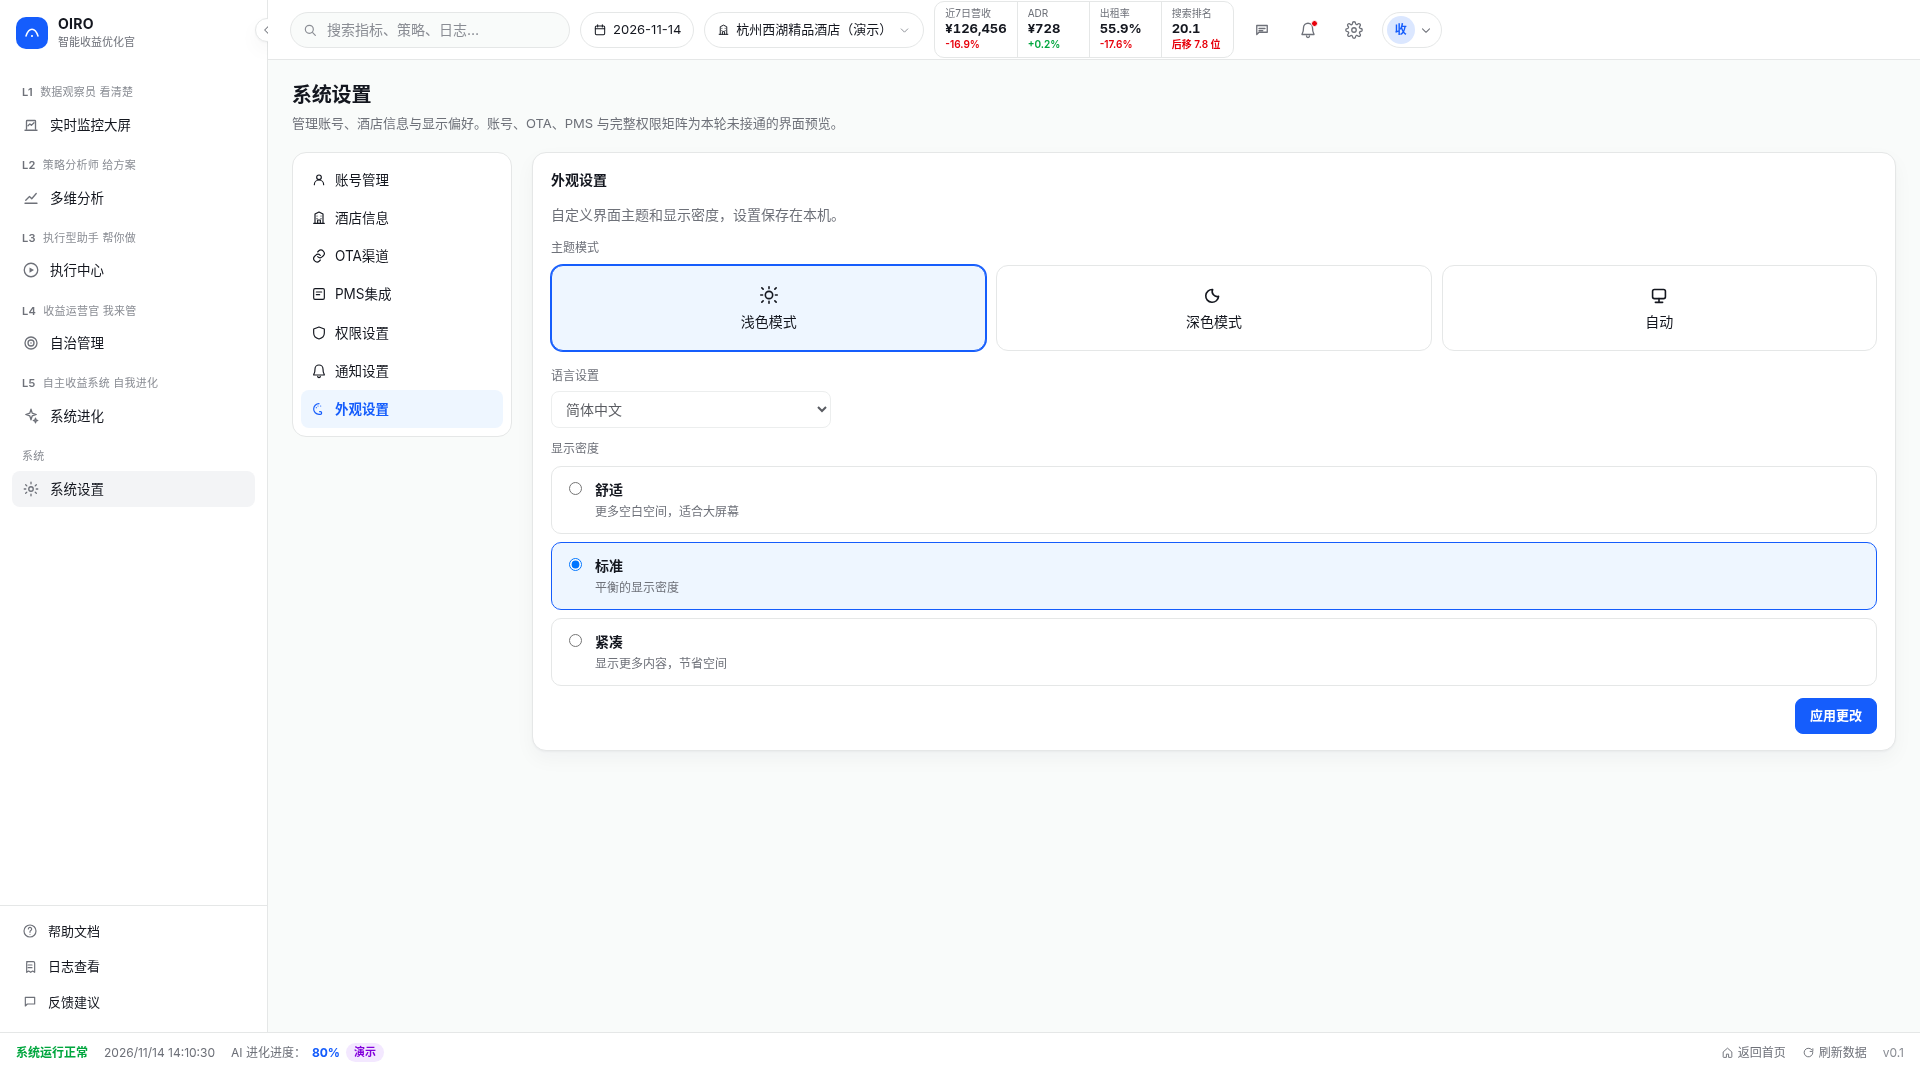 OIRO
智能收益优化官
L1 数据观察员 看清楚
实时监控大屏
L2 策略分析师 给方案
多维分析
L3 执行型助手 帮你做
执行中心
L4 收益运营官 我来管
自治管理
L5 自主收益系统 自我进化
系统进化
系统
系统设置
帮助文档
日志查看
反馈建议
搜索指标、策略、日志...
2026-11-14
杭州西湖精品酒店（演示）
近7日营收
¥126,456
-16.9%
ADR
¥728
+0.2%
出租率
55.9%
-17.6%
搜索排名
20.1
后移 7.8 位
收
系统设置
管理账号、酒店信息与显示偏好。账号、OTA、PMS 与完整权限矩阵为本轮未接通的界面预览。
账号管理
酒店信息
OTA渠道
PMS集成
权限设置
通知设置
外观设置
外观设置
自定义界面主题和显示密度，设置保存在本机。
主题模式
浅色模式
深色模式
自动
语言设置
简体中文
显示密度
舒适
更多空白空间，适合大屏幕
标准
平衡的显示密度
紧凑
显示更多内容，节省空间
应用更改
系统运行正常 2026/11/14 14:10:30 AI 进化进度： 80% 演示
返回首页 刷新数据 v0.1